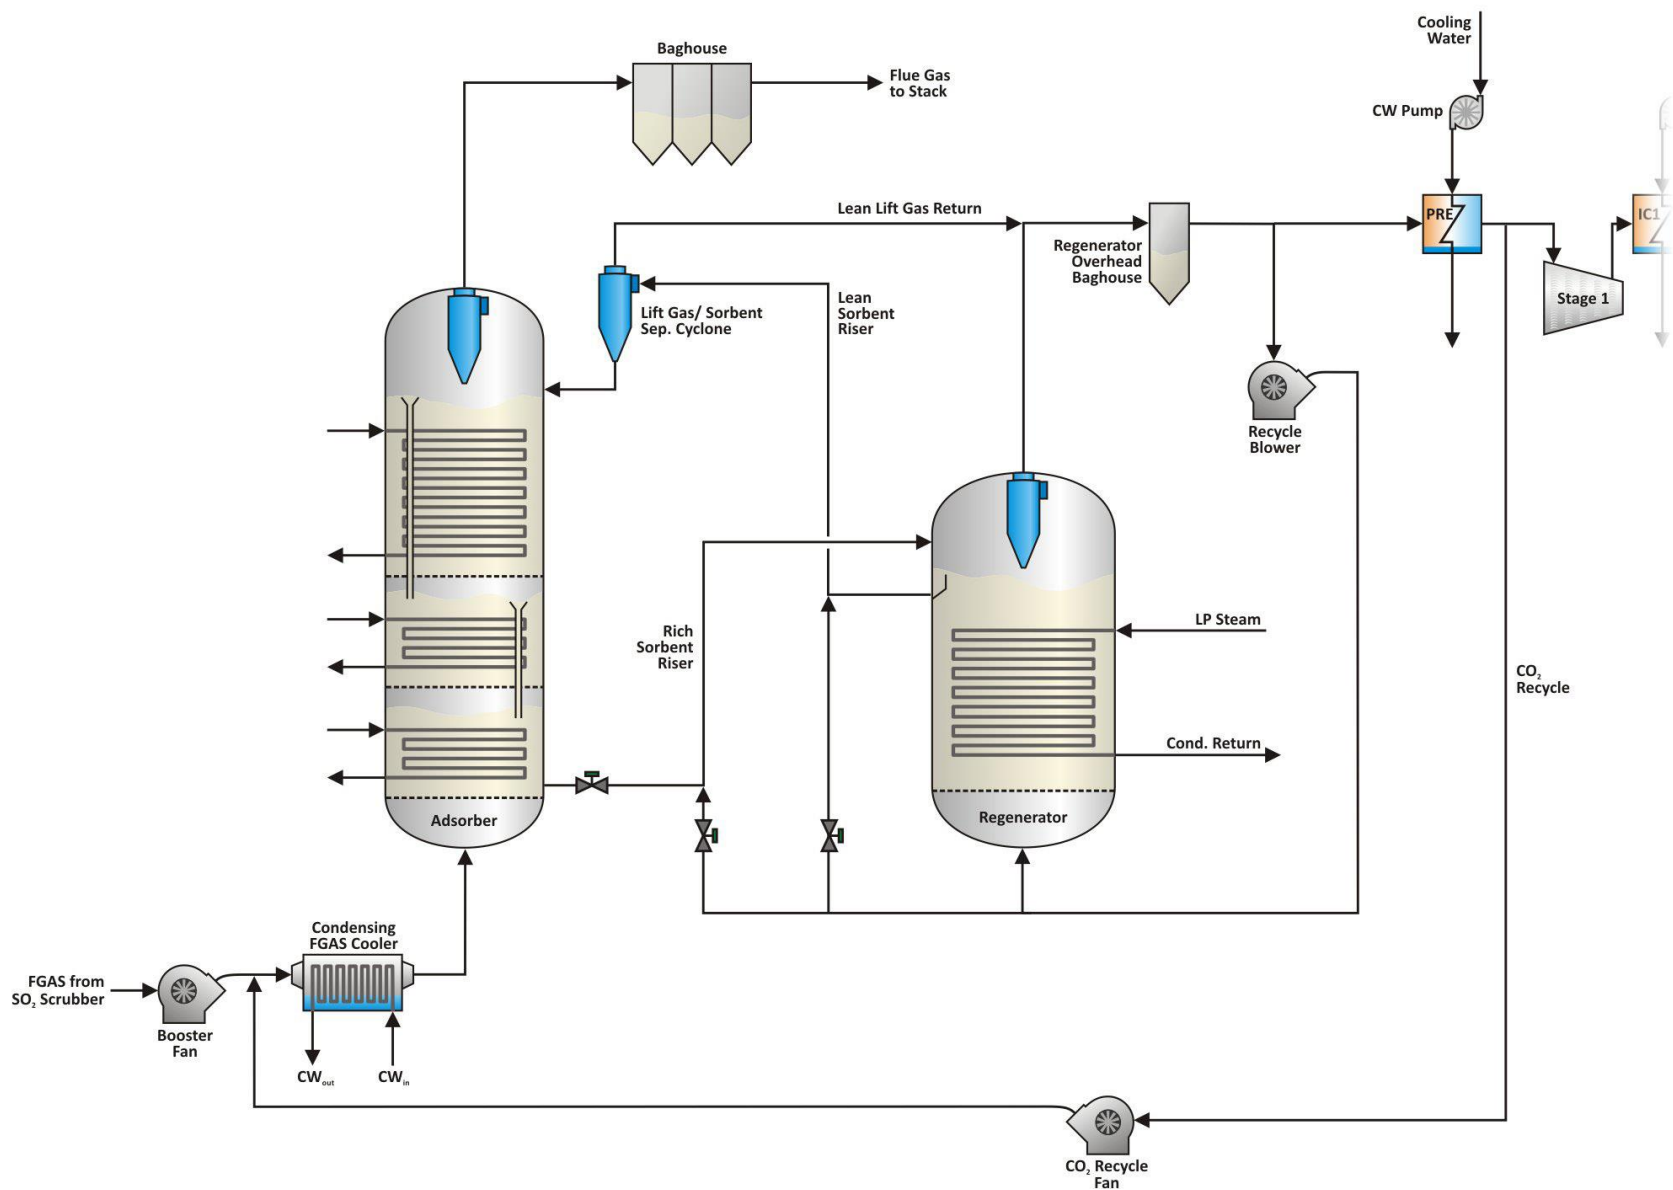 Cooling
Water
Baghouse
Flue Gas
to Stack
CW Pump
Lean Lift Gas Return
PRE
IC1
Regenerator
Overhead
Baghouse
Lift Gas/ Sorbent
Sep. Cyclone
Lean
Sorbent
Riser
Stage 1
Recycle
Blower
Rich
Sorbent
Riser
LP Steam
CO₂
Recycle
Cond. Return
Adsorber
Regenerator
Condensing
FGAS Cooler
FGAS from
SO₂ Scrubber
Booster
Fan
CWout
CWin
CO₂ Recycle
Fan